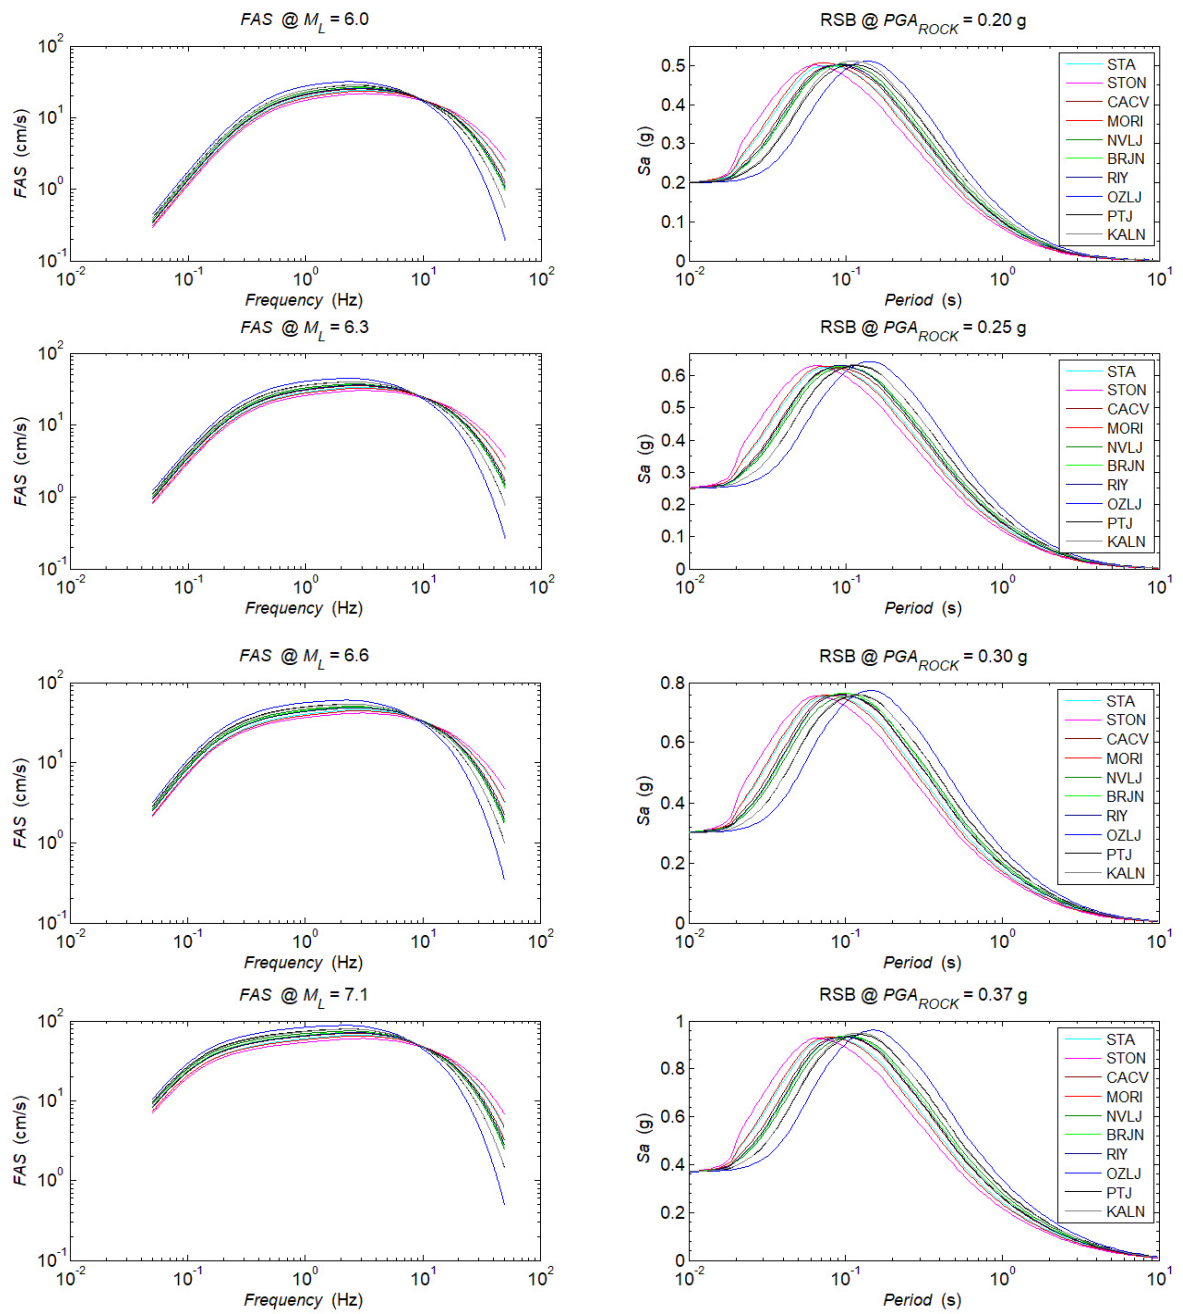 FAS @ M_L = 6.0
10^2
10^1
10^0
10^-1
FAS (cm/s)
10^-2 10^-1 10^0 10^1 10^2
Frequency (Hz)
RSB @ PGA_ROCK = 0.20 g
0.5
0.4
0.3
0.2
0.1
0
Sa (g)
STA
STON
CACV
MORI
NVLJ
BRJN
RIY
OZLJ
PTJ
KALN
10^-2 10^-1 10^0 10^1
Period (s)
FAS @ M_L = 6.3
10^2
10^1
10^0
10^-1
FAS (cm/s)
10^-2 10^-1 10^0 10^1 10^2
Frequency (Hz)
RSB @ PGA_ROCK = 0.25 g
0.6
0.5
0.4
0.3
0.2
0.1
0
Sa (g)
STA
STON
CACV
MORI
NVLJ
BRJN
RIY
OZLJ
PTJ
KALN
10^-2 10^-1 10^0 10^1
Period (s)
FAS @ M_L = 6.6
10^2
10^1
10^0
10^-1
FAS (cm/s)
10^-2 10^-1 10^0 10^1 10^2
Frequency (Hz)
RSB @ PGA_ROCK = 0.30 g
0.8
0.6
0.4
0.2
0
Sa (g)
STA
STON
CACV
MORI
NVLJ
BRJN
RIY
OZLJ
PTJ
KALN
10^-2 10^-1 10^0 10^1
Period (s)
FAS @ M_L = 7.1
10^2
10^1
10^0
10^-1
FAS (cm/s)
10^-2 10^-1 10^0 10^1 10^2
Frequency (Hz)
RSB @ PGA_ROCK = 0.37 g
1
0.8
0.6
0.4
0.2
0
Sa (g)
STA
STON
CACV
MORI
NVLJ
BRJN
RIY
OZLJ
PTJ
KALN
10^-2 10^-1 10^0 10^1
Period (s)